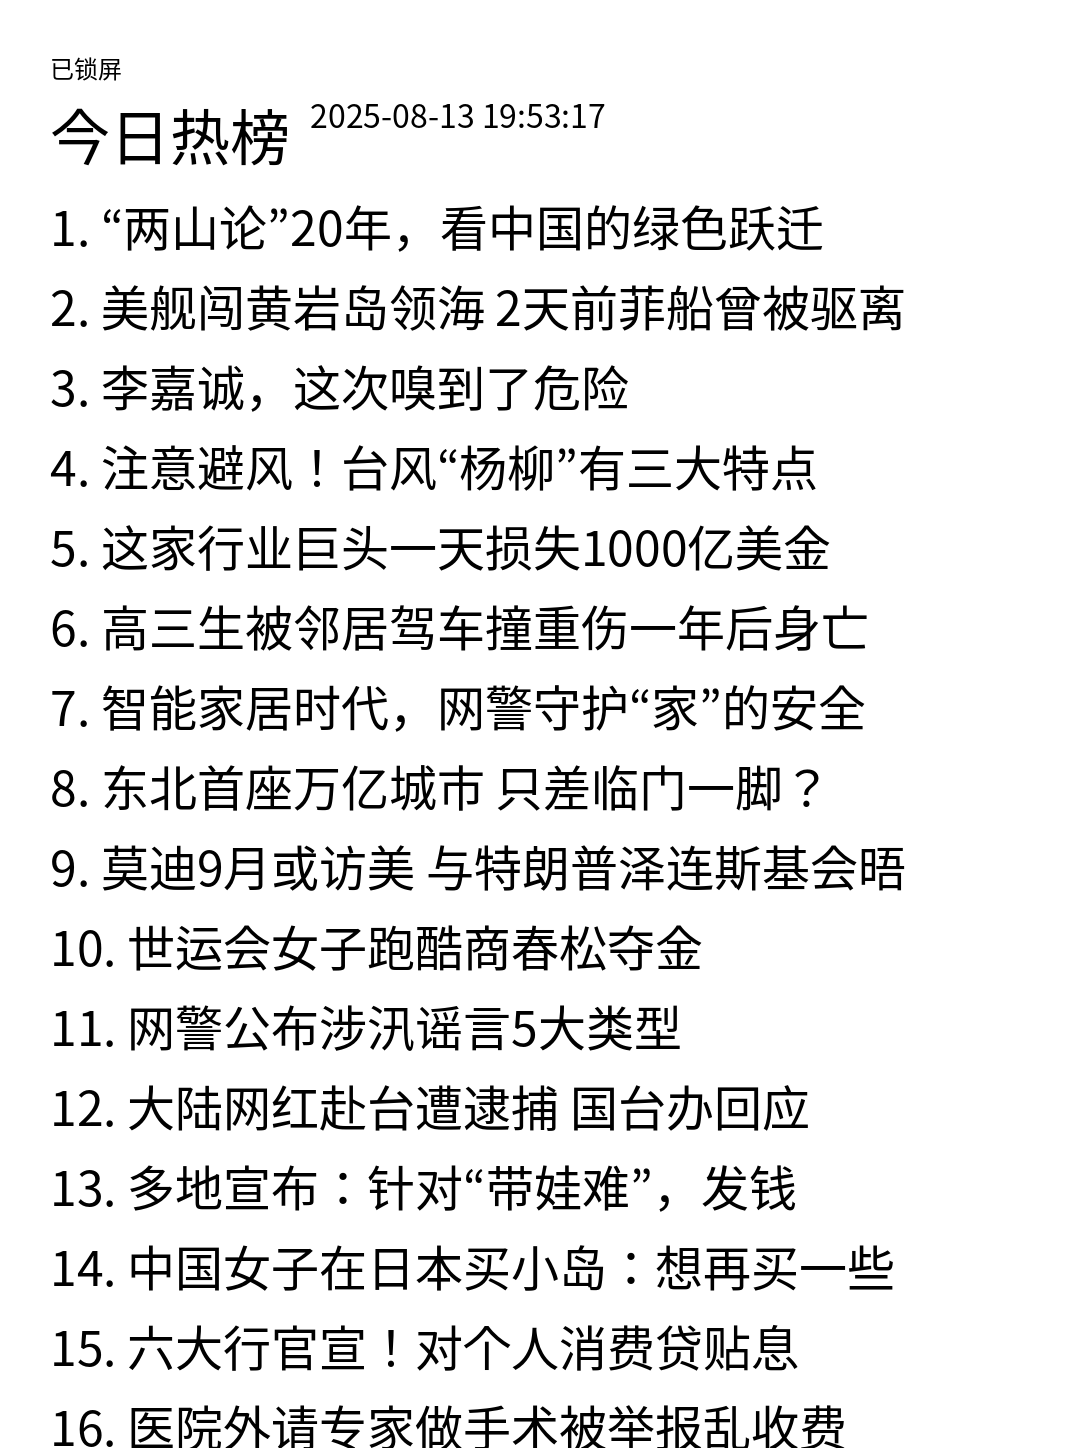 已锁屏
今日热榜 2025-08-13 19:53:17
1. “两山论”20年，看中国的绿色跃迁
2. 美舰闯黄岩岛领海 2天前菲船曾被驱离
3. 李嘉诚，这次嗅到了危险
4. 注意避风！台风“杨柳”有三大特点
5. 这家行业巨头一天损失1000亿美金
6. 高三生被邻居驾车撞重伤一年后身亡
7. 智能家居时代，网警守护“家”的安全
8. 东北首座万亿城市 只差临门一脚？
9. 莫迪9月或访美 与特朗普泽连斯基会晤
10. 世运会女子跑酷商春松夺金
11. 网警公布涉汛谣言5大类型
12. 大陆网红赴台遭逮捕 国台办回应
13. 多地宣布：针对“带娃难”，发钱
14. 中国女子在日本买小岛：想再买一些
15. 六大行官宣！对个人消费贷贴息
16. 医院外请专家做手术被举报乱收费